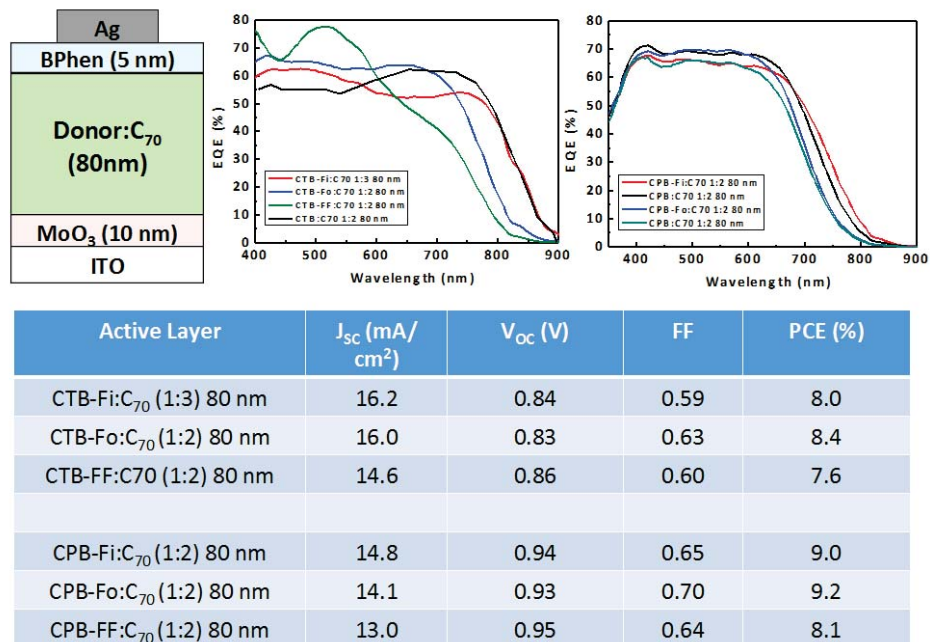 Ag
BPhen (5 nm)
Donor:C₇₀
(80nm)
MoO₃ (10 nm)
ITO
80
70
60
50
40
30
20
10
0
EQE (%)
CTB-Fi:C70 1:3 80 nm
CTB-Fo:C70 1:2 80 nm
CTB-FF:C70 1:2 80 nm
CTB:C70 1:2 80 nm
400 500 600 700 800 900
Wavelength (nm)
80
70
60
50
40
30
20
10
0
EQE (%)
CPB-Fi:C70 1:2 80 nm
CPB:C70 1:2 80 nm
CPB-Fo:C70 1:2 80 nm
CPB:C70 1:2 80 nm
400 500 600 700 800 900
Wavelength (nm)
Active Layer J_SC (mA/ V_OC (V) FF PCE (%)
cm²)
CTB-Fi:C₇₀ (1:3) 80 nm 16.2 0.84 0.59 8.0
CTB-Fo:C₇₀ (1:2) 80 nm 16.0 0.83 0.63 8.4
CTB-FF:C70 (1:2) 80 nm 14.6 0.86 0.60 7.6
CPB-Fi:C₇₀ (1:2) 80 nm 14.8 0.94 0.65 9.0
CPB-Fo:C₇₀ (1:2) 80 nm 14.1 0.93 0.70 9.2
CPB-FF:C₇₀ (1:2) 80 nm 13.0 0.95 0.64 8.1